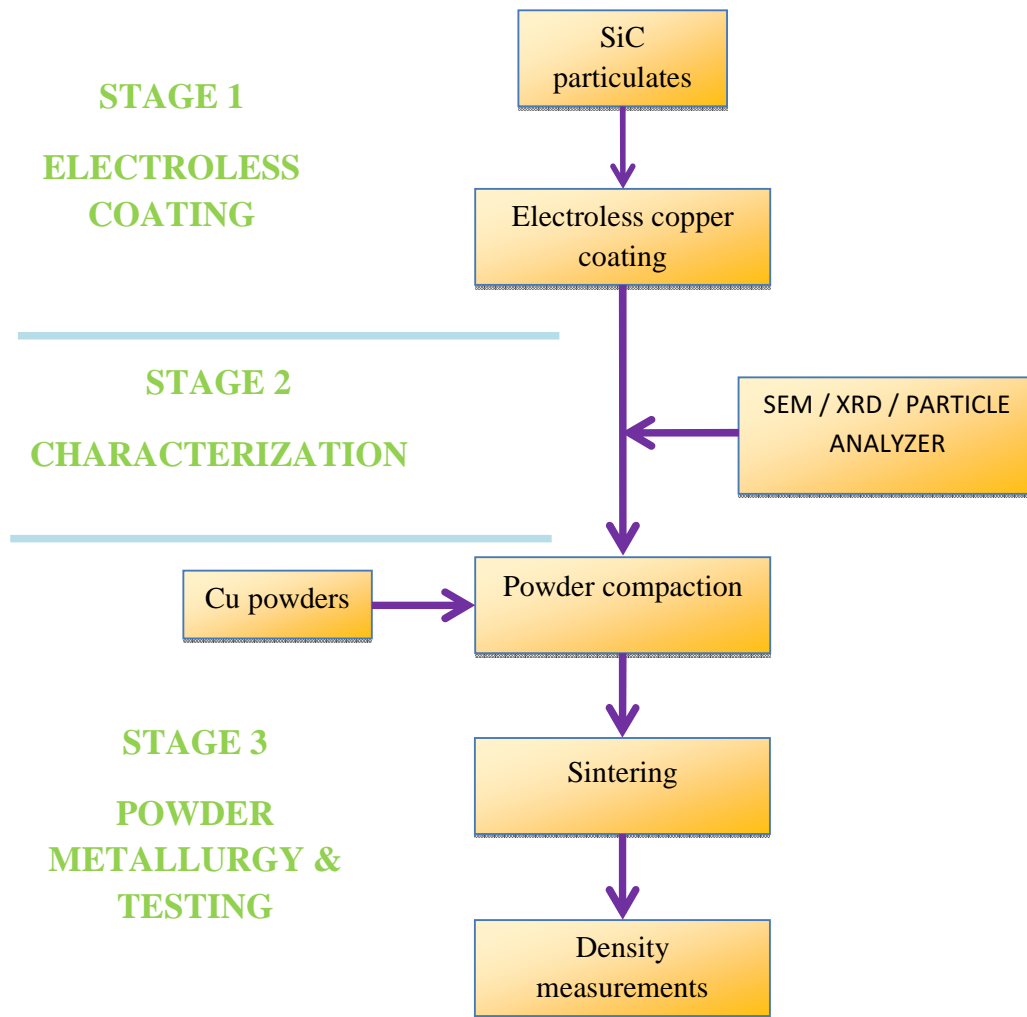 SiC
particulates
STAGE 1
ELECTROLESS
COATING
Electroless copper
coating
STAGE 2
CHARACTERIZATION
SEM / XRD / PARTICLE
ANALYZER
Cu powders
Powder compaction
STAGE 3
POWDER
METALLURGY &
TESTING
Sintering
Density
measurements